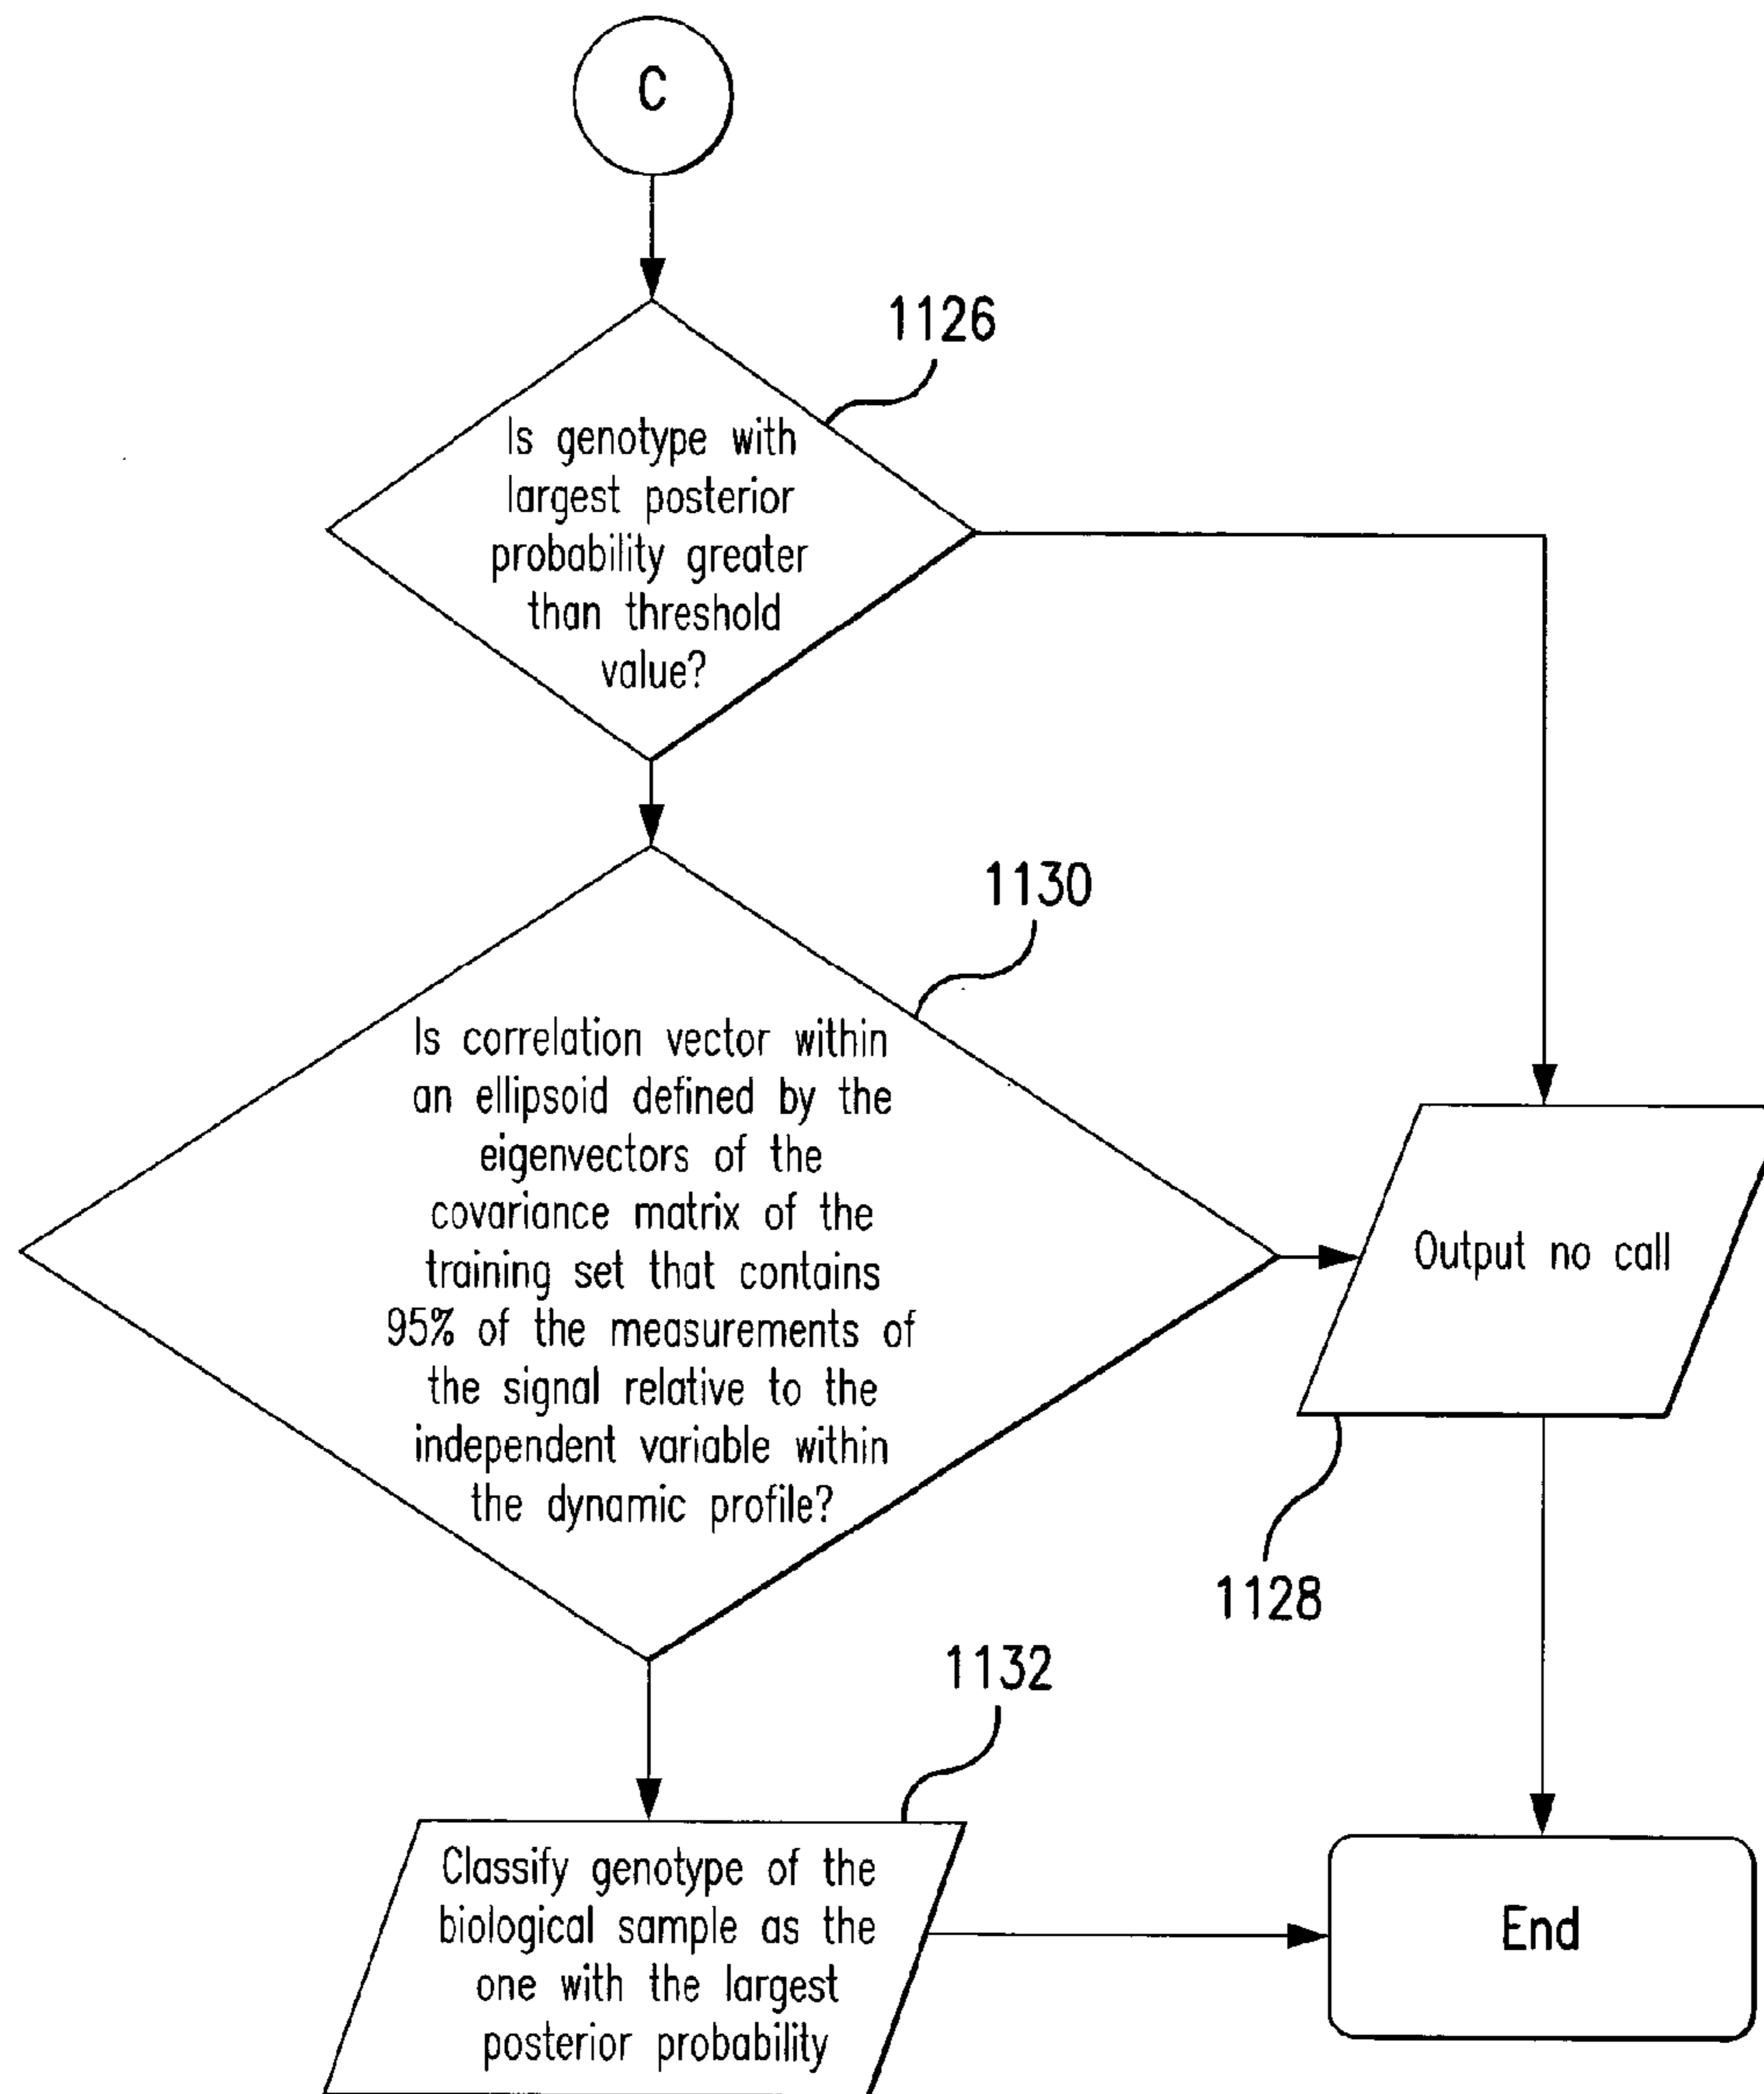 C
1126
Is genotype with
largest posterior
probability greater
than threshold
value?
1130
Is correlation vector within
an ellipsoid defined by the
eigenvectors of the
covariance matrix of the
training set that contains
95% of the measurements of
the signal relative to the
independent variable within
the dynamic profile?
Output no call
1128
1132
Classify genotype of the
biological sample as the
one with the largest
posterior probability
End